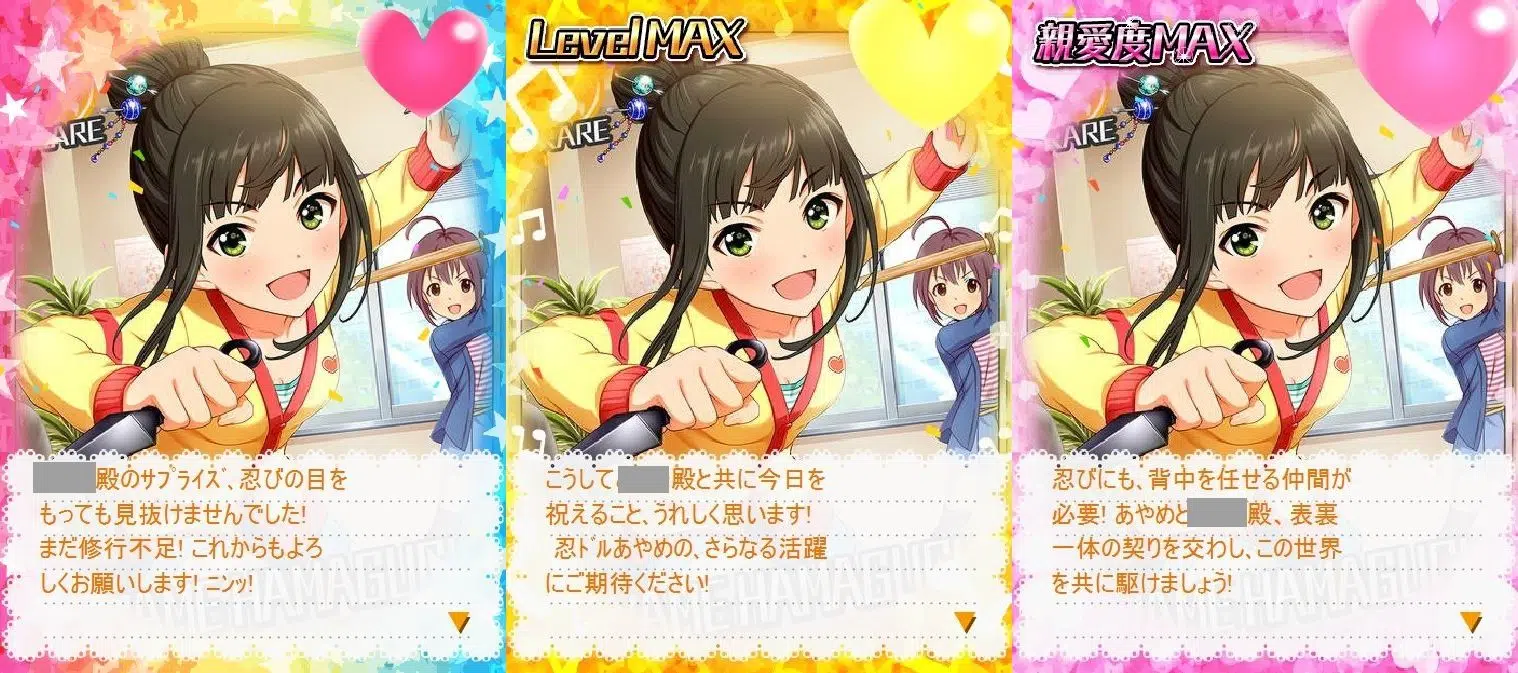 ARE
殿のｻﾌﾟﾗｲｽﾞ、忍びの目を
もっても見抜けませんでした!
まだ修行不足! これからもよろ
しくお願いします! ﾆﾝｯ!
AMEHAMAGUC
Level MAX
KARE
こうして、殿と共に今日を
祝えること、うれしく思います!
忍ﾄﾞﾙあやめの、さらなる活躍
にご期待ください!
AMEHAMAGUC
親愛度MAX
KARE
忍びにも、背中を任せる仲間が
必要! あやめと殿、表裏
一体の契りを交わし、この世界
を共に駆けましょう!
AMEHAMAGUC